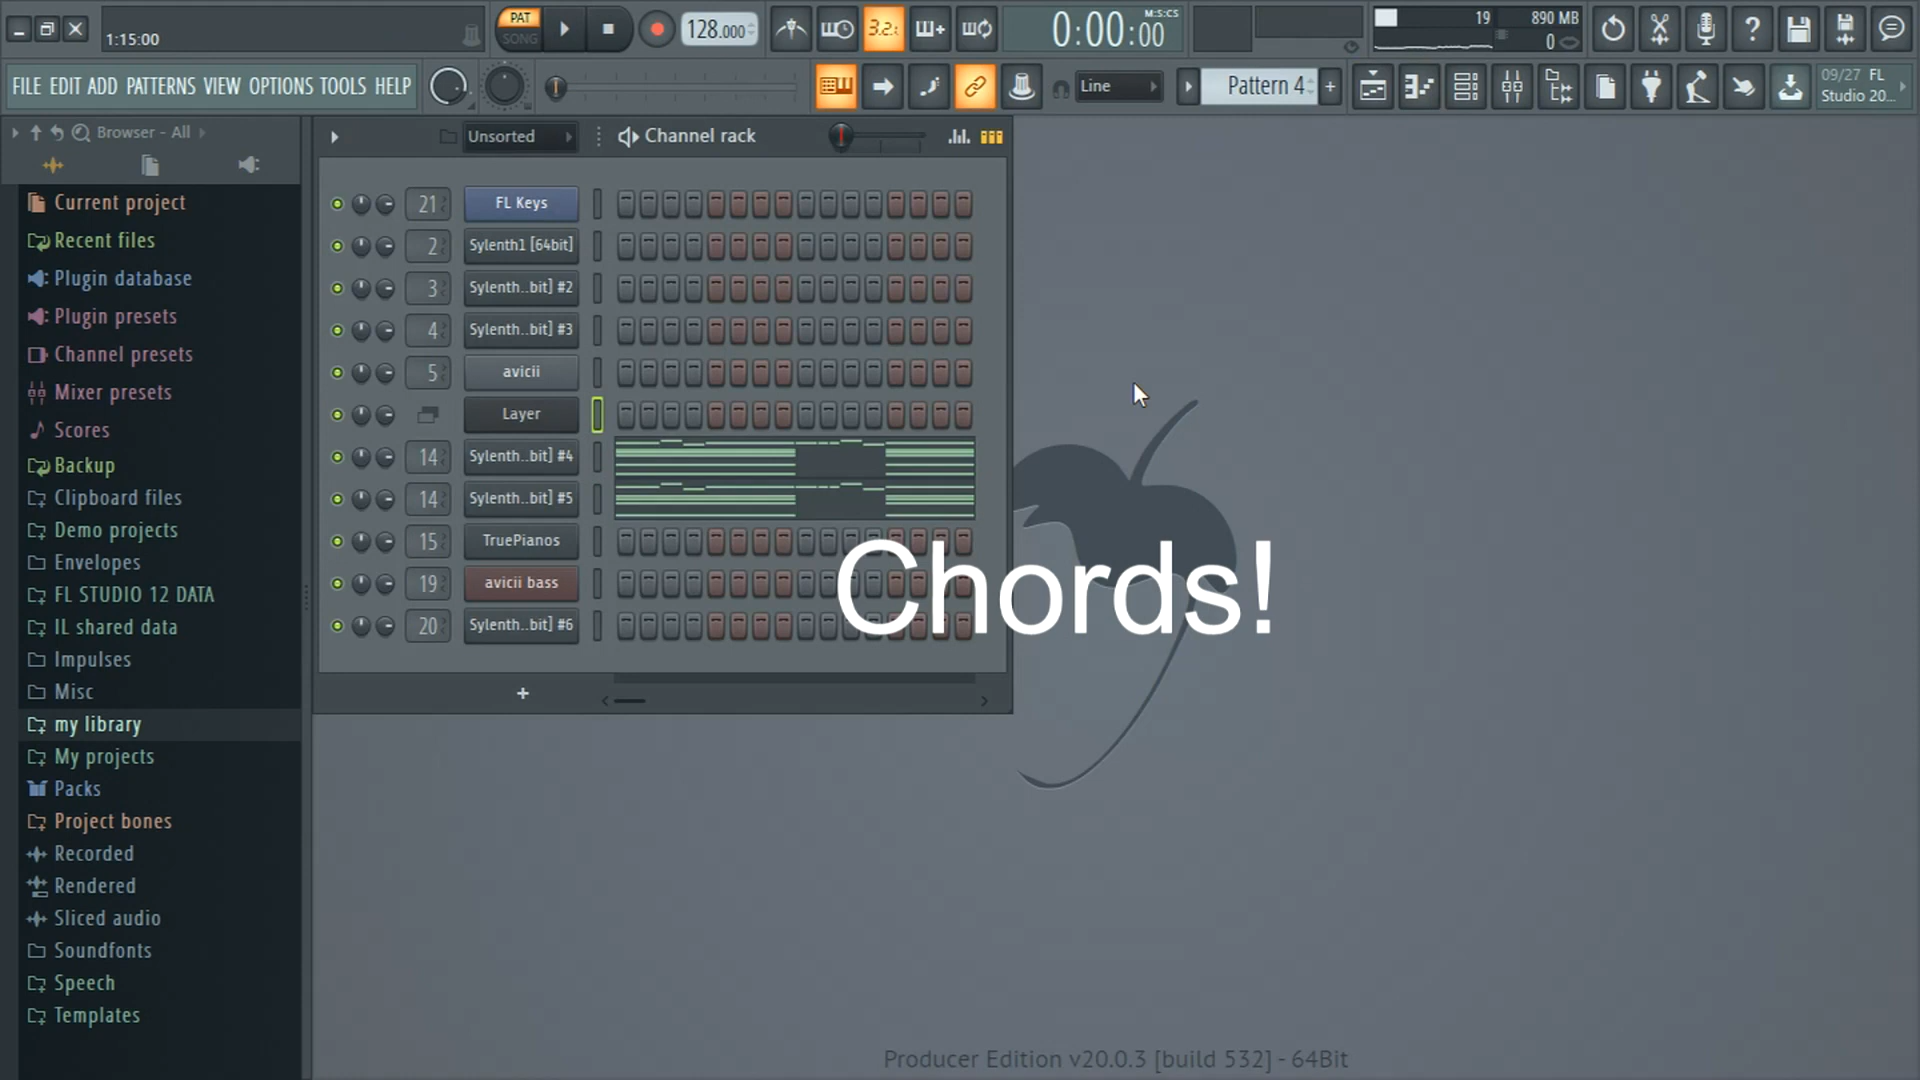 1:15:00
PAT
SONG
128.000
3.2.
0:00:00
M:S:CS
19
890 MB
0
FILE EDIT ADD PATTERNS VIEW OPTIONS TOOLS HELP
Line
Pattern 4
+
09/27 FL
Studio 20...
Browser - All
Unsorted
Channel rack
Current project
Recent files
Plugin database
Plugin presets
Channel presets
Mixer presets
Scores
Backup
Clipboard files
Demo projects
Envelopes
FL STUDIO 12 DATA
IL shared data
Impulses
Misc
my library
My projects
Packs
Project bones
Recorded
Rendered
Sliced audio
Soundfonts
Speech
Templates
21 FL Keys
2 Sylenth1 [64bit]
3 Sylenth..bit] #2
4 Sylenth..bit] #3
5 avicii
Layer
14 Sylenth..bit] #4
14 Sylenth..bit] #5
15 TruePianos
19 avicii bass
20 Sylenth..bit] #6
+
Chords!
Producer Edition v20.0.3 [build 532] - 64Bit